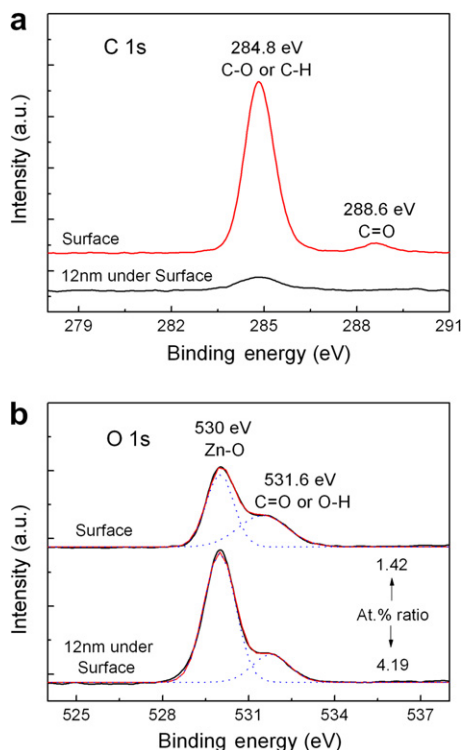 a
C 1s
284.8 eV
C-O or C-H
288.6 eV
C=O
Surface
12nm under Surface
Intensity (a.u.)
279 282 285 288 291
Binding energy (eV)
b
O 1s
530 eV
Zn-O
531.6 eV
C=O or O-H
Surface
1.42
At.% ratio
12nm under
Surface
4.19
Intensity (a.u.)
525 528 531 534 537
Binding energy (eV)